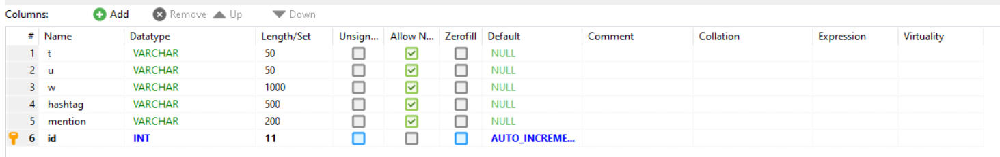 Columns: Add Remove Up Down
# Name Datatype Length/Set Unsign... Allow N... Zerofill Default Comment Collation Expression Virtuality
1 t VARCHAR 50 NULL
2 u VARCHAR 50 NULL
3 w VARCHAR 1000 NULL
4 hashtag VARCHAR 500 NULL
5 mention VARCHAR 200 NULL
6 id INT 11 AUTO_INCREME...